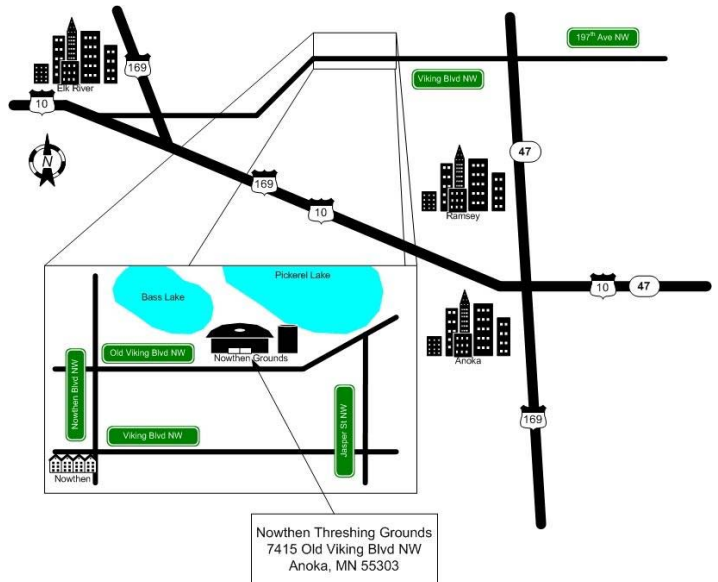 197th Ave NW
Elk River
169
Viking Blvd NW
10
N
47
169
10
Ramsey
Pickerel Lake
Bass Lake
10
47
Nowthen Grounds
Old Viking Blvd NW
Anoka
Nowthen Blvd NW
Jasper St NW
169
Viking Blvd NW
Nowthen
Nowthen Threshing Grounds
7415 Old Viking Blvd NW
Anoka, MN 55303